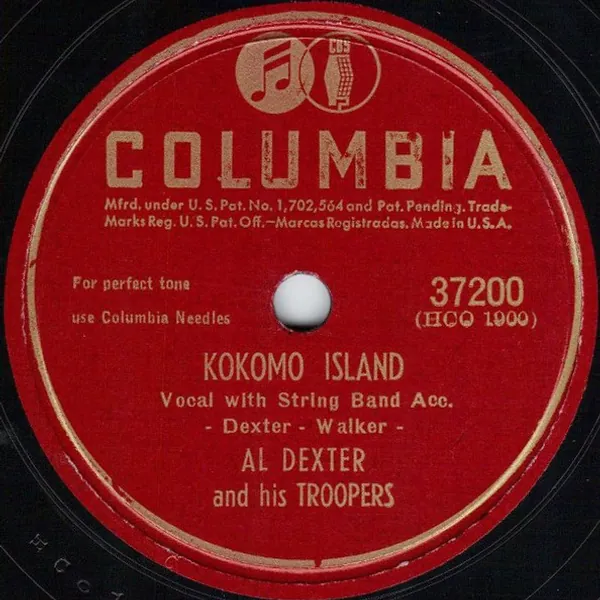 CBS
COLUMBIA
Mfrd. under U.S. Pat. No. 1,702,564 and Pat. Pending. Trade-
Marks Reg. U.S. Pat. Off.—Marcas Registradas. Made in U.S.A.
For perfect tone
use Columbia Needles
37200
(HCO 1900)
KOKOMO ISLAND
Vocal with String Band Acc.
- Dexter - Walker -
AL DEXTER
and his TROOPERS